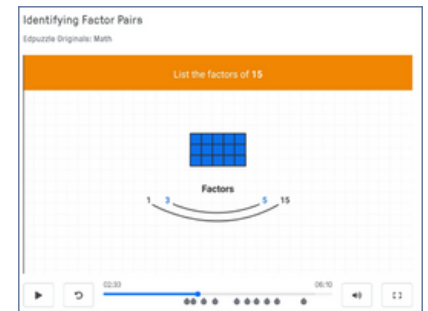 Identifying Factor Pairs
Edpuzzle Originals: Math
List the factors of 15
Factors
1 3 5 15
02:30 06:10